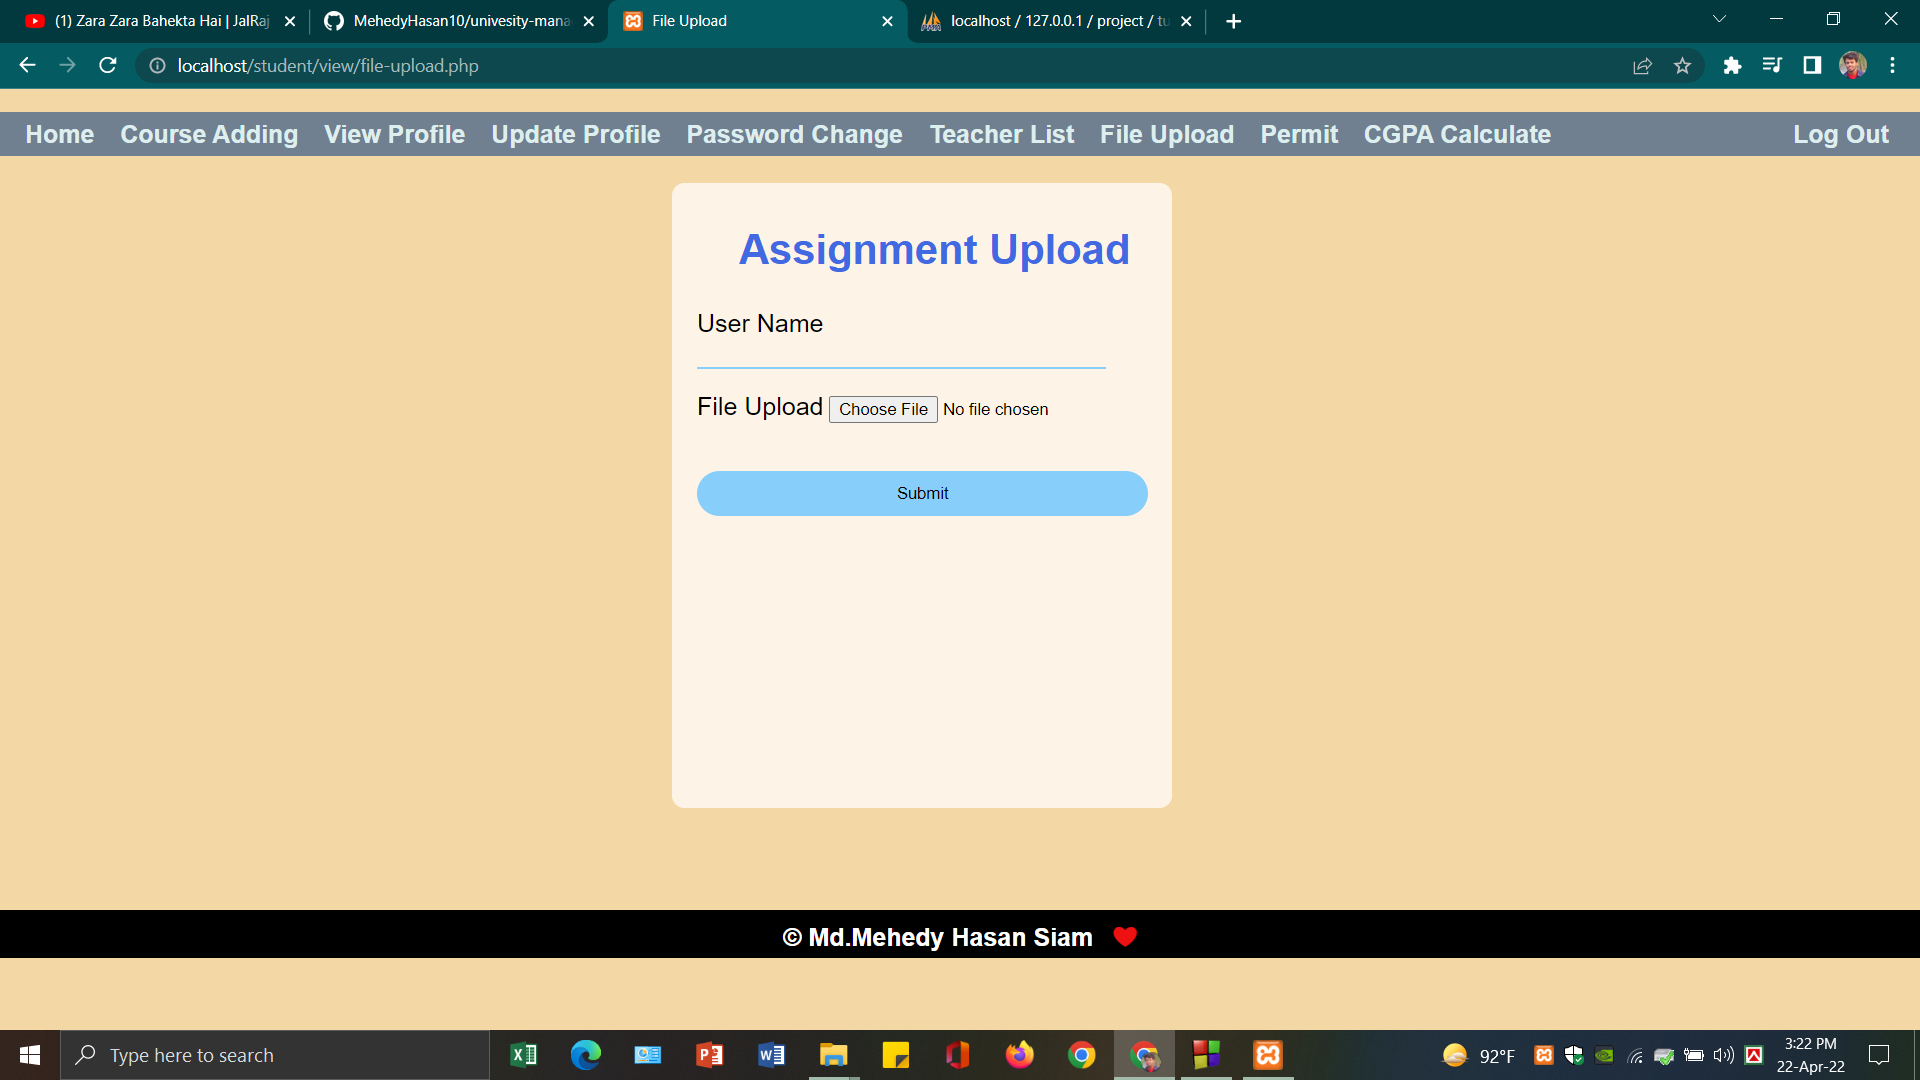 (1) Zara Zara Bahekta Hai | JalRaj
MehedyHasan10/univesity-mana
File Upload
localhost / 127.0.0.1 / project / tu
localhost/student/view/file-upload.php
Home Course Adding View Profile Update Profile Password Change Teacher List File Upload Permit CGPA Calculate Log Out
Assignment Upload
User Name
File Upload Choose File No file chosen
Submit
© Md.Mehedy Hasan Siam
Type here to search
92°F
3:22 PM
22-Apr-22